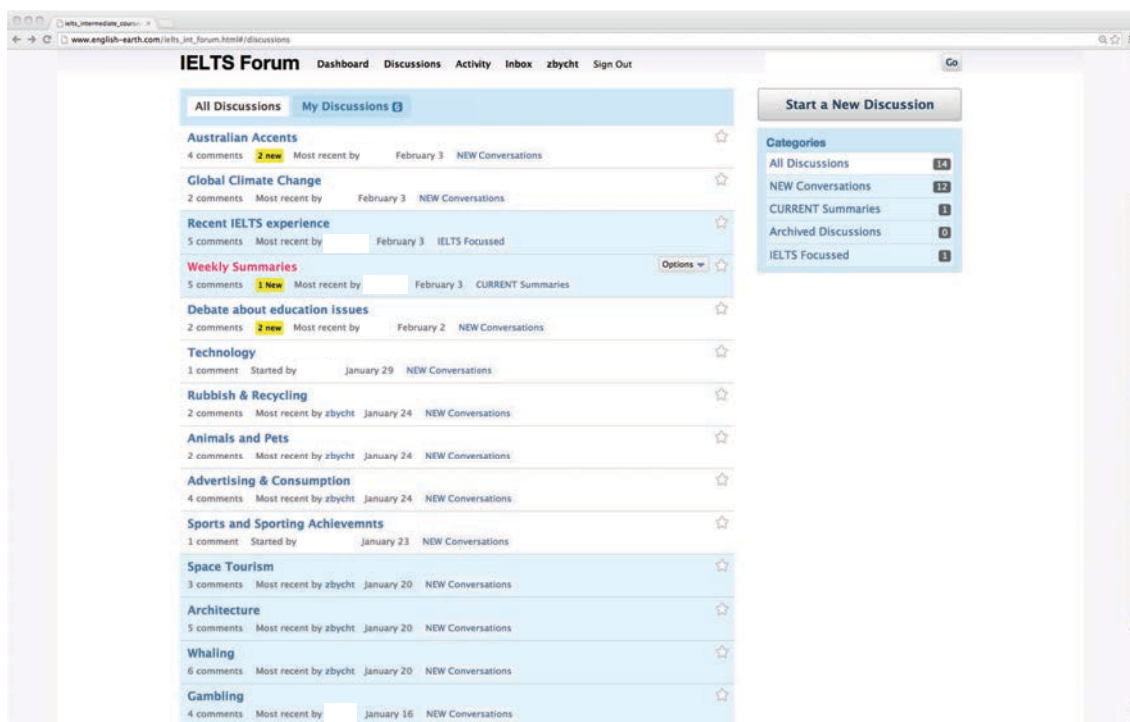 ielts_intermediate_course
www.english-earth.com/ielts_int_forum.html#/discussions
IELTS Forum Dashboard Discussions Activity Inbox zbycht Sign Out
Go
All Discussions My Discussions
Australian Accents
4 comments 2 new Most recent by February 3 NEW Conversations
Global Climate Change
2 comments Most recent by February 3 NEW Conversations
Recent IELTS experience
5 comments Most recent by February 3 IELTS Focussed
Weekly Summaries
Options
5 comments 1 New Most recent by February 3 CURRENT Summaries
Debate about education issues
2 comments 2 new Most recent by February 2 NEW Conversations
Technology
1 comment Started by January 29 NEW Conversations
Rubbish & Recycling
2 comments Most recent by zbycht January 24 NEW Conversations
Animals and Pets
2 comments Most recent by zbycht January 24 NEW Conversations
Advertising & Consumption
4 comments Most recent by zbycht January 24 NEW Conversations
Sports and Sporting Achievemnts
1 comment Started by January 23 NEW Conversations
Space Tourism
3 comments Most recent by zbycht January 20 NEW Conversations
Architecture
5 comments Most recent by zbycht January 20 NEW Conversations
Whaling
6 comments Most recent by zbycht January 20 NEW Conversations
Gambling
4 comments Most recent by January 16 NEW Conversations
Start a New Discussion
Categories
All Discussions 14
NEW Conversations 12
CURRENT Summaries 1
Archived Discussions 0
IELTS Focussed 1